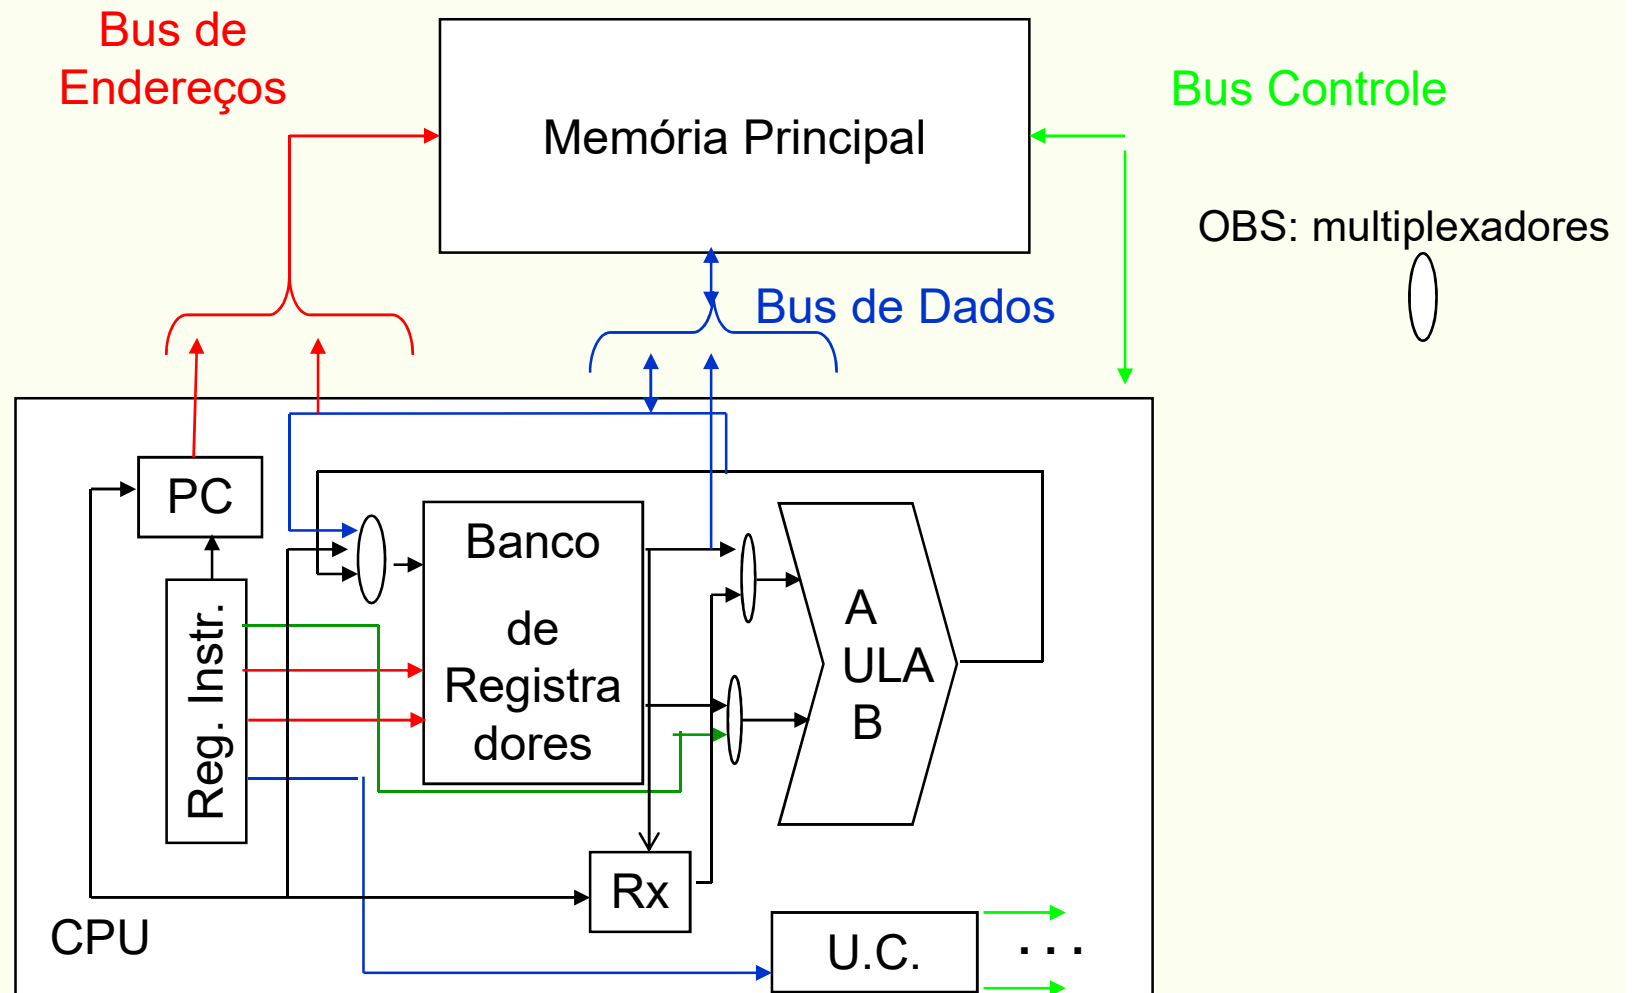 Bus de
Endereços
Memória Principal
Bus Controle
OBS: multiplexadores
Bus de Dados
PC
Banco
de
Registra
dores
Reg. Instr.
A
ULA
B
Rx
CPU
U.C.
. . .